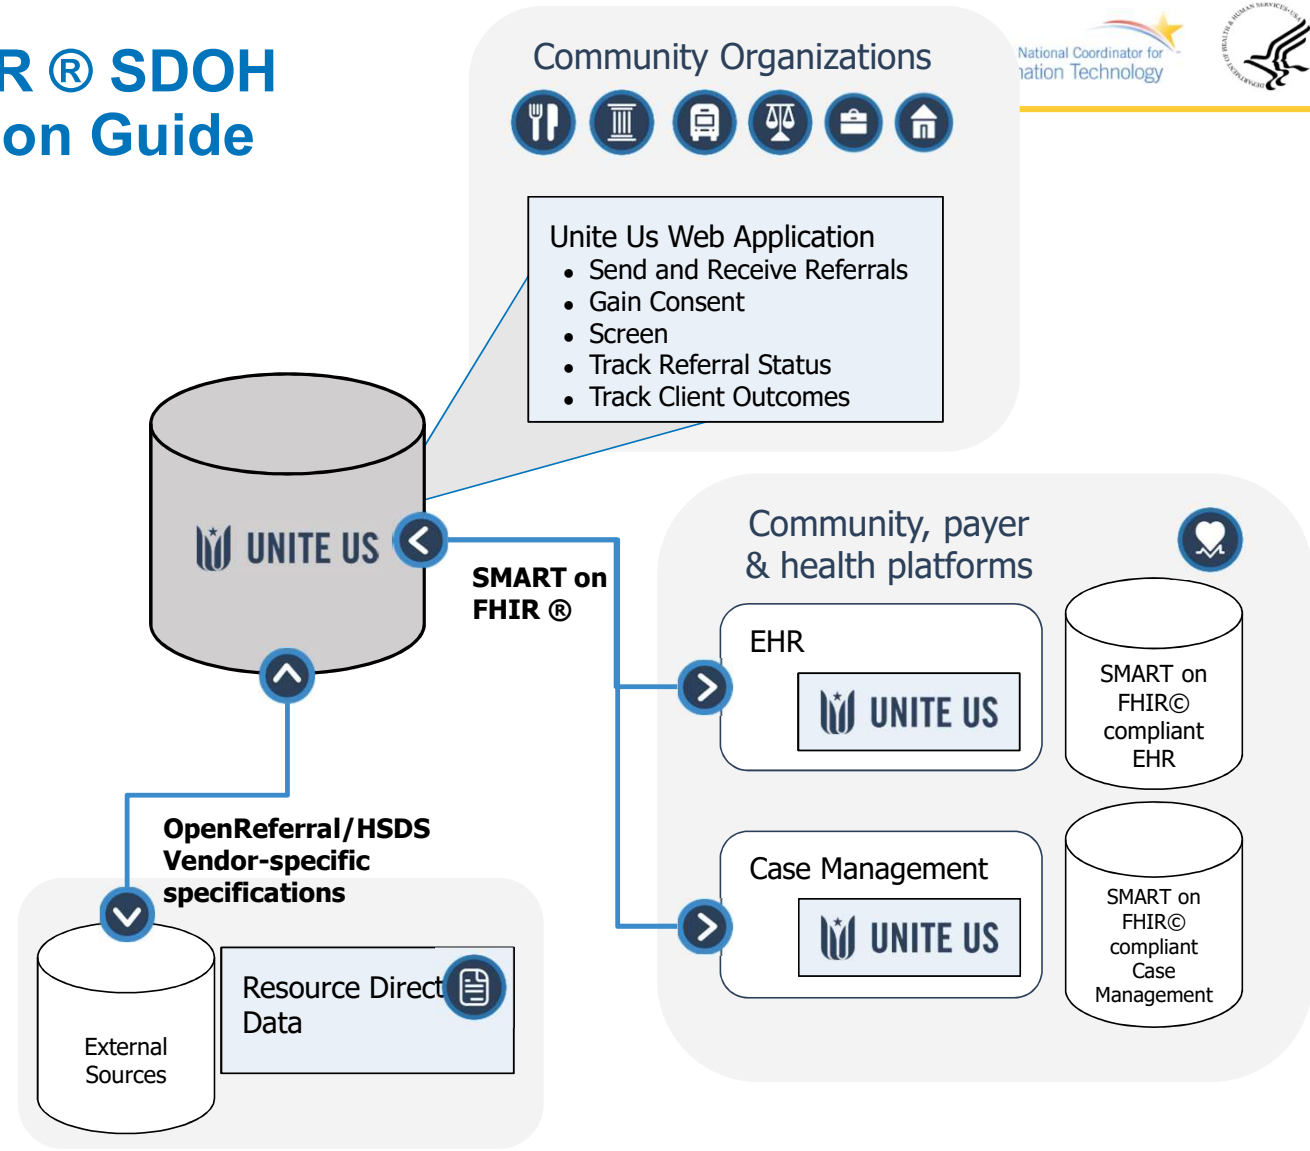 R ® SDOH
on Guide
National Coordinator for
ation Technology
Community Organizations
Unite Us Web Application
• Send and Receive Referrals
• Gain Consent
• Screen
• Track Referral Status
• Track Client Outcomes
UNITE US
SMART on
FHIR ®
Community, payer
& health platforms
EHR
UNITE US
SMART on
FHIR©
compliant
EHR
Case Management
UNITE US
SMART on
FHIR©
compliant
Case
Management
OpenReferral/HSDS
Vendor-specific
specifications
External
Sources
Resource Direct
Data